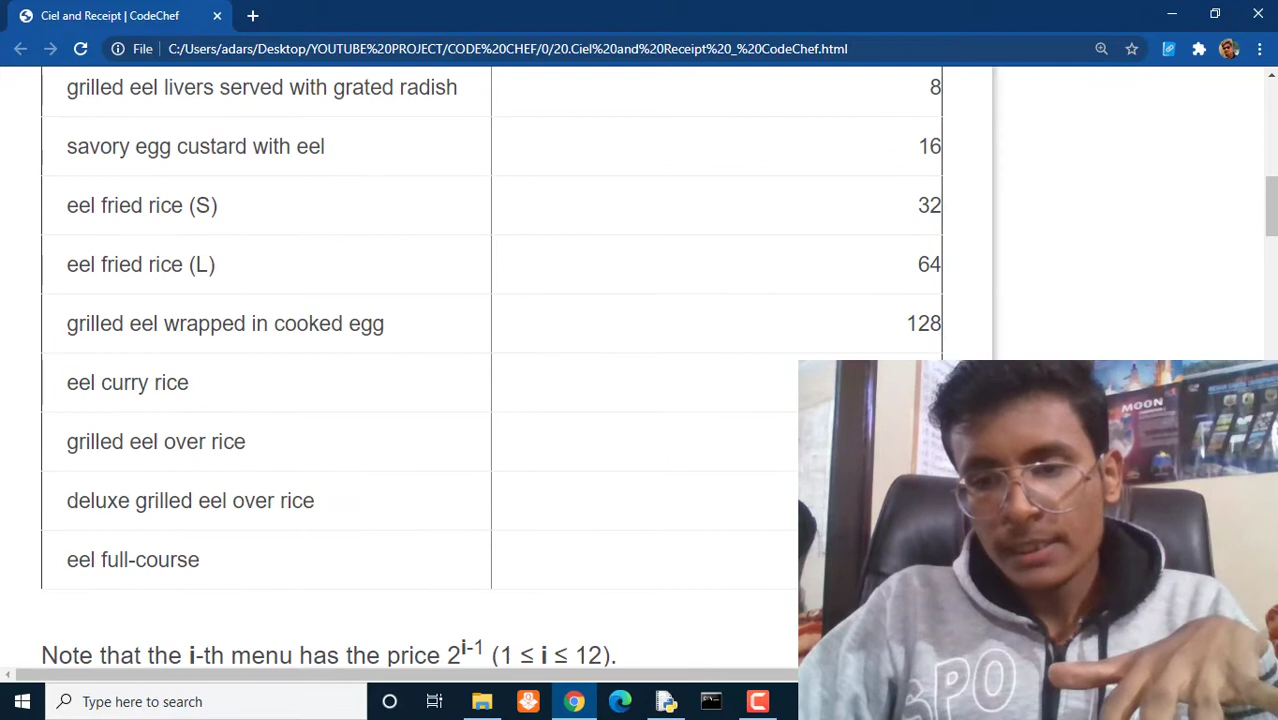 Ciel and Receipt | CodeChef
File | C:/Users/adars/Desktop/YOUTUBE%20PROJECT/CODE%20CHEF/0/20.Ciel%20and%20Receipt%20_%20CodeChef.html
grilled eel livers served with grated radish 8
savory egg custard with eel 16
eel fried rice (S) 32
eel fried rice (L) 64
grilled eel wrapped in cooked egg 128
eel curry rice
grilled eel over rice
deluxe grilled eel over rice
eel full-course
Note that the i-th menu has the price 2^i-1 (1 ≤ i ≤ 12).
MOON
SPO
Type here to search